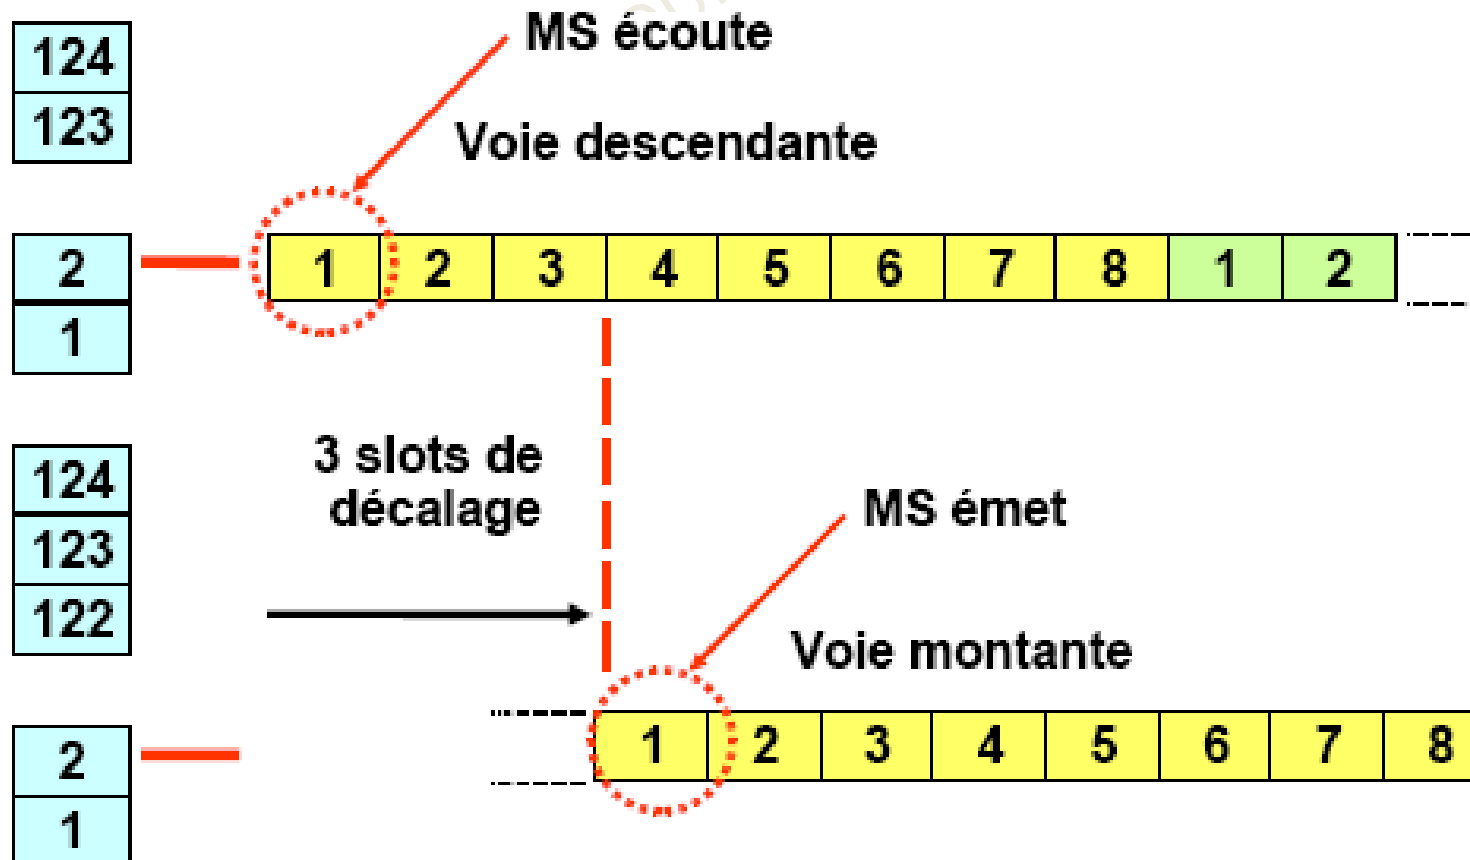 MS écoute
124
123
Voie descendante
2
1
1 2 3 4 5 6 7 8 1 2
3 slots de
décalage
124
123
122
MS émet
Voie montante
2
1
1 2 3 4 5 6 7 8